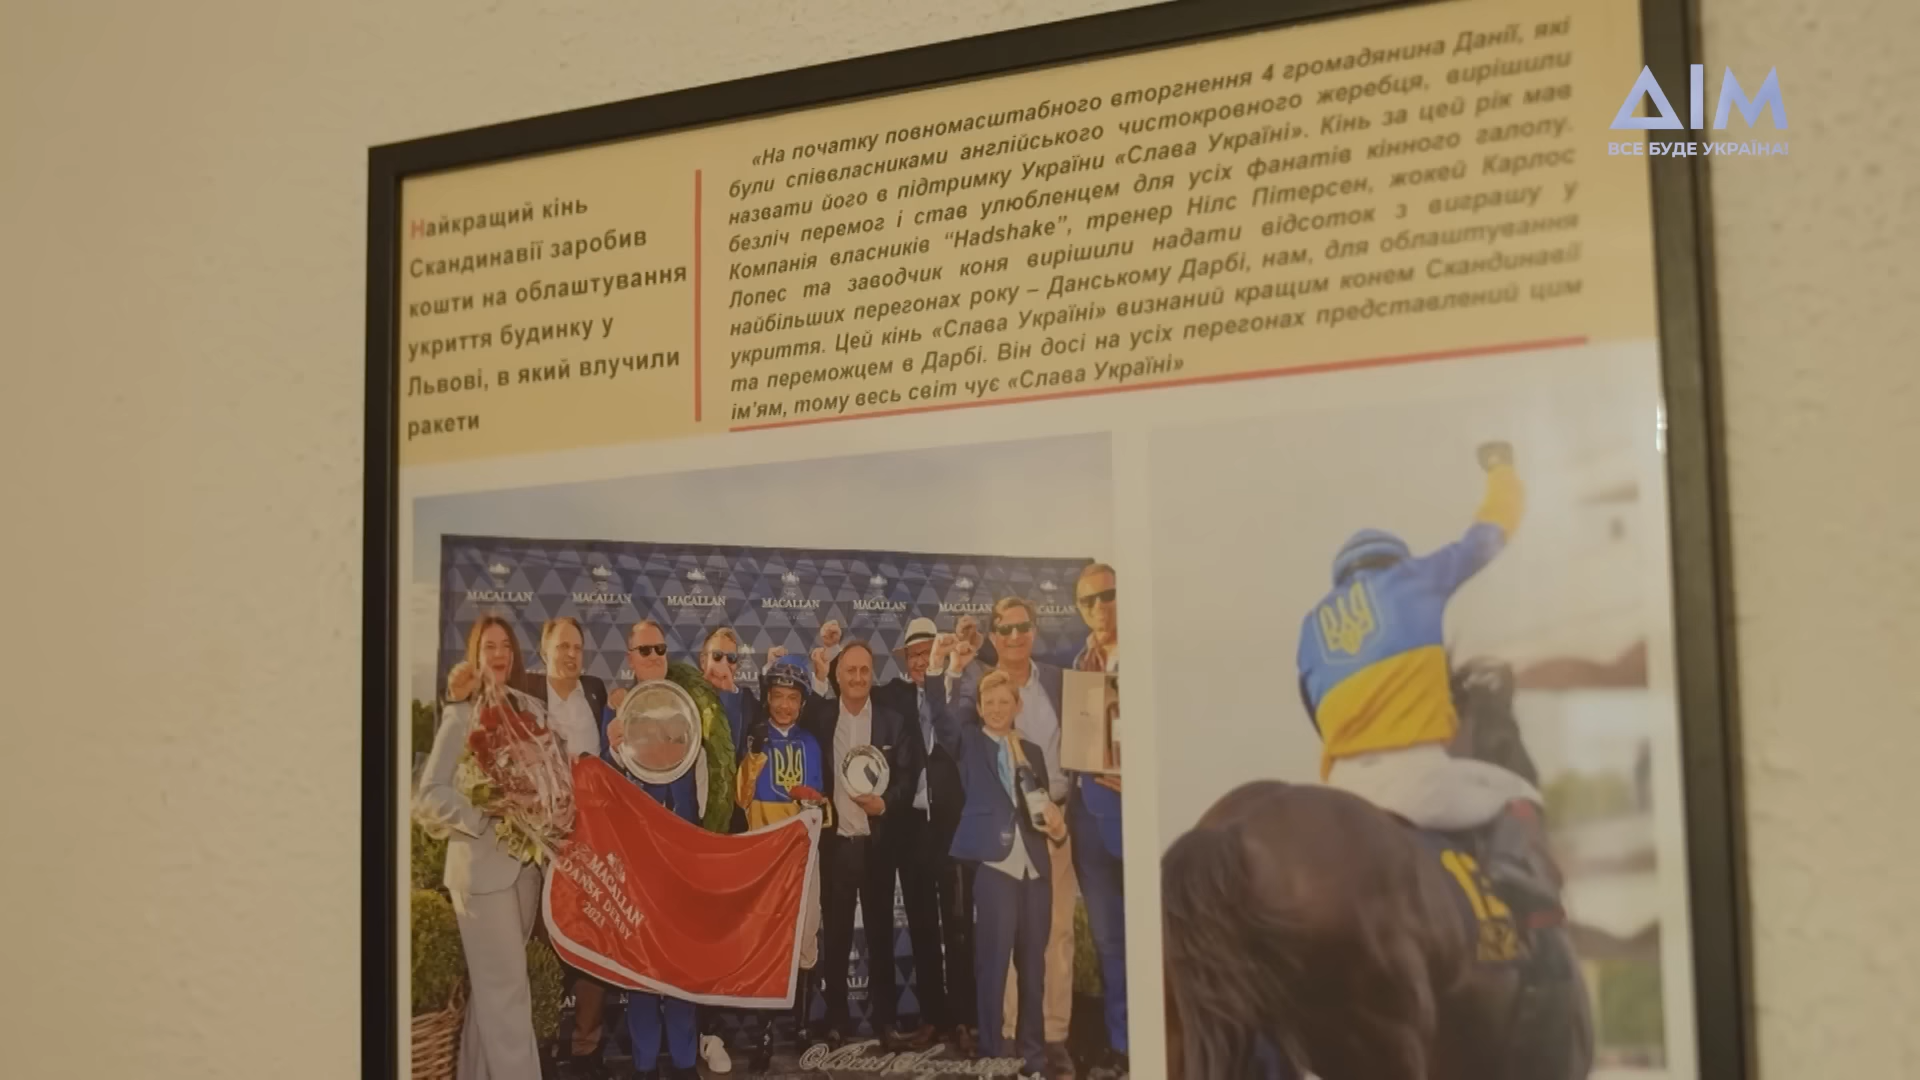 ДІМ
ВСЕ БУДЕ УКРАЇНА!
Найкращий кінь
Скандинавії заробив
кошти на облаштування
укриття будинку у
Львові, в який влучили
ракети
«На початку повномасштабного вторгнення 4 громадянина Данії, які
були співвласниками англійського чистокровного жеребця, вирішили
назвати його в підтримку України «Слава Україні». Кінь за цей рік мав
безліч перемог і став улюбленцем для усіх фанатів кінного галопу.
Компанія власників “Hadshake”, тренер Нілс Пітерсен, жокей Карлос
Лопес та заводчик коня вирішили надати відсоток з виграшу у
найбільших перегонах року – Данському Дарбі, нам, для облаштування
укриття. Цей кінь «Слава Україні» визнаний кращим конем Скандинавії
та переможцем в Дарбі. Він досі на усіх перегонах представлений цим
ім’ям, тому весь світ чує «Слава Україні»
MACALLAN MACALLAN MACALLAN MACALLAN MACALLAN MACALLAN CALLAN
The
MACALLAN
DANSK DERBY
2023